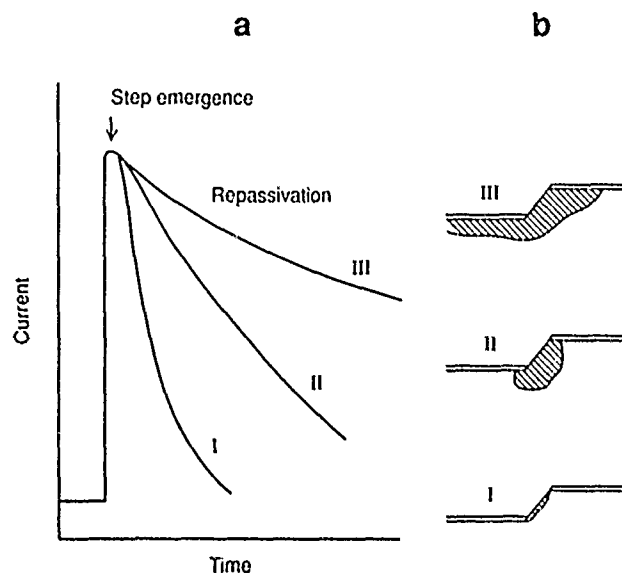 a
b
Step emergence
Repassivation
III
II
I
Current
Time
III
II
I